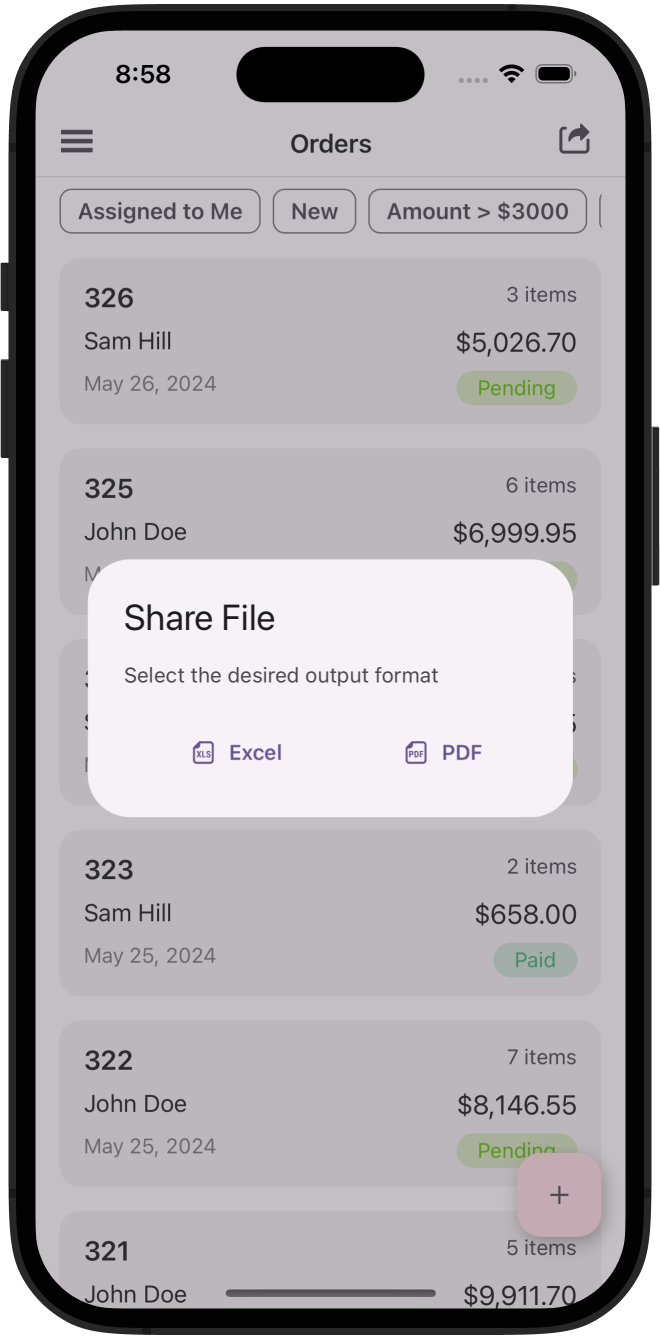 8:58
Orders
Assigned to Me New Amount > $3000
326 3 items
Sam Hill $5,026.70
May 26, 2024 Pending
325 6 items
John Doe $6,999.95
Share File
Select the desired output format
XLS Excel PDF PDF
323 2 items
Sam Hill $658.00
May 25, 2024 Paid
322 7 items
John Doe $8,146.55
May 25, 2024 Pending
+
321 5 items
John Doe $9,911.70